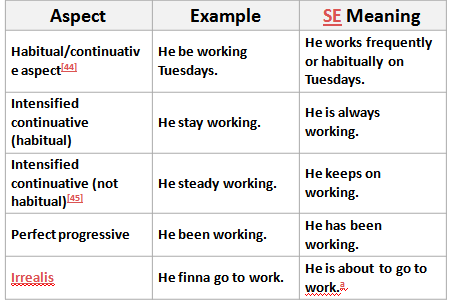 Aspect Example SE Meaning
Habitual/continuativ He be working He works frequently
e aspect[44] Tuesdays. or habitually on
Tuesdays.
Intensified
continuative He stay working. He is always
(habitual) working.
Intensified
continuative (not He steady working. He keeps on
habitual)[45] working.
Perfect progressive He been working. He has been
working.
Irrealis He finna go to work. He is about to go to
work.a